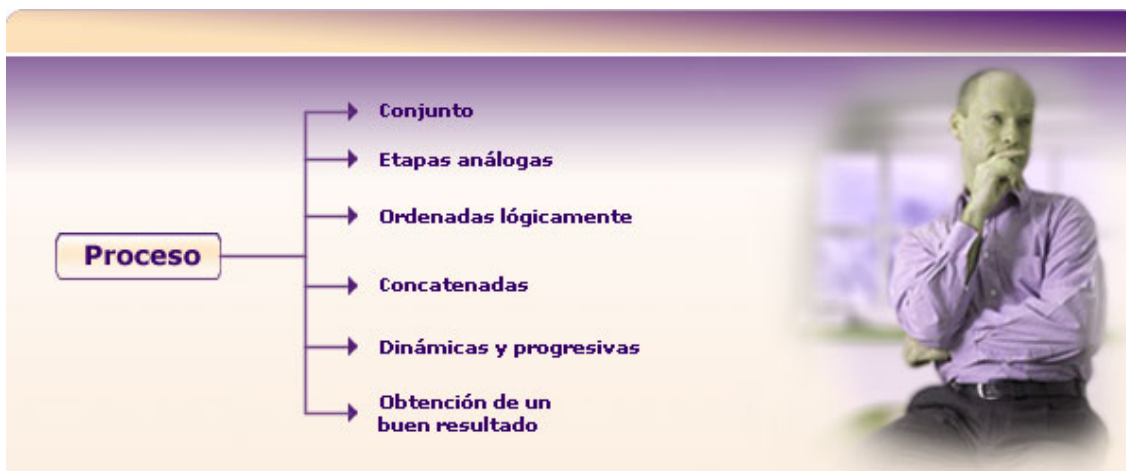 Proceso
Conjunto
Etapas análogas
Ordenadas lógicamente
Concatenadas
Dinámicas y progresivas
Obtención de un
buen resultado